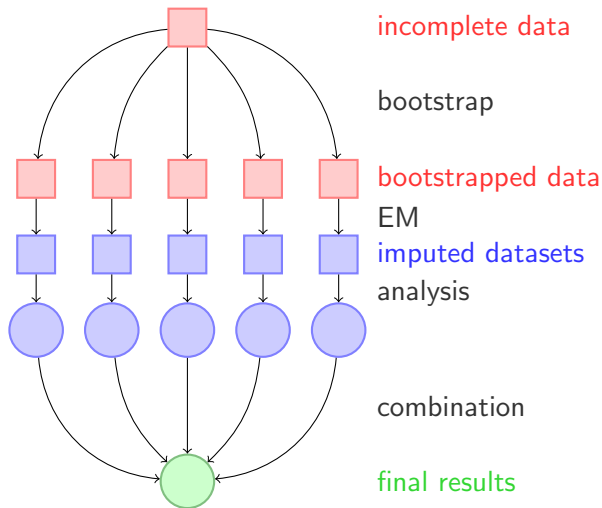 incomplete data
bootstrap
bootstrapped data
EM
imputed datasets
analysis
combination
final results